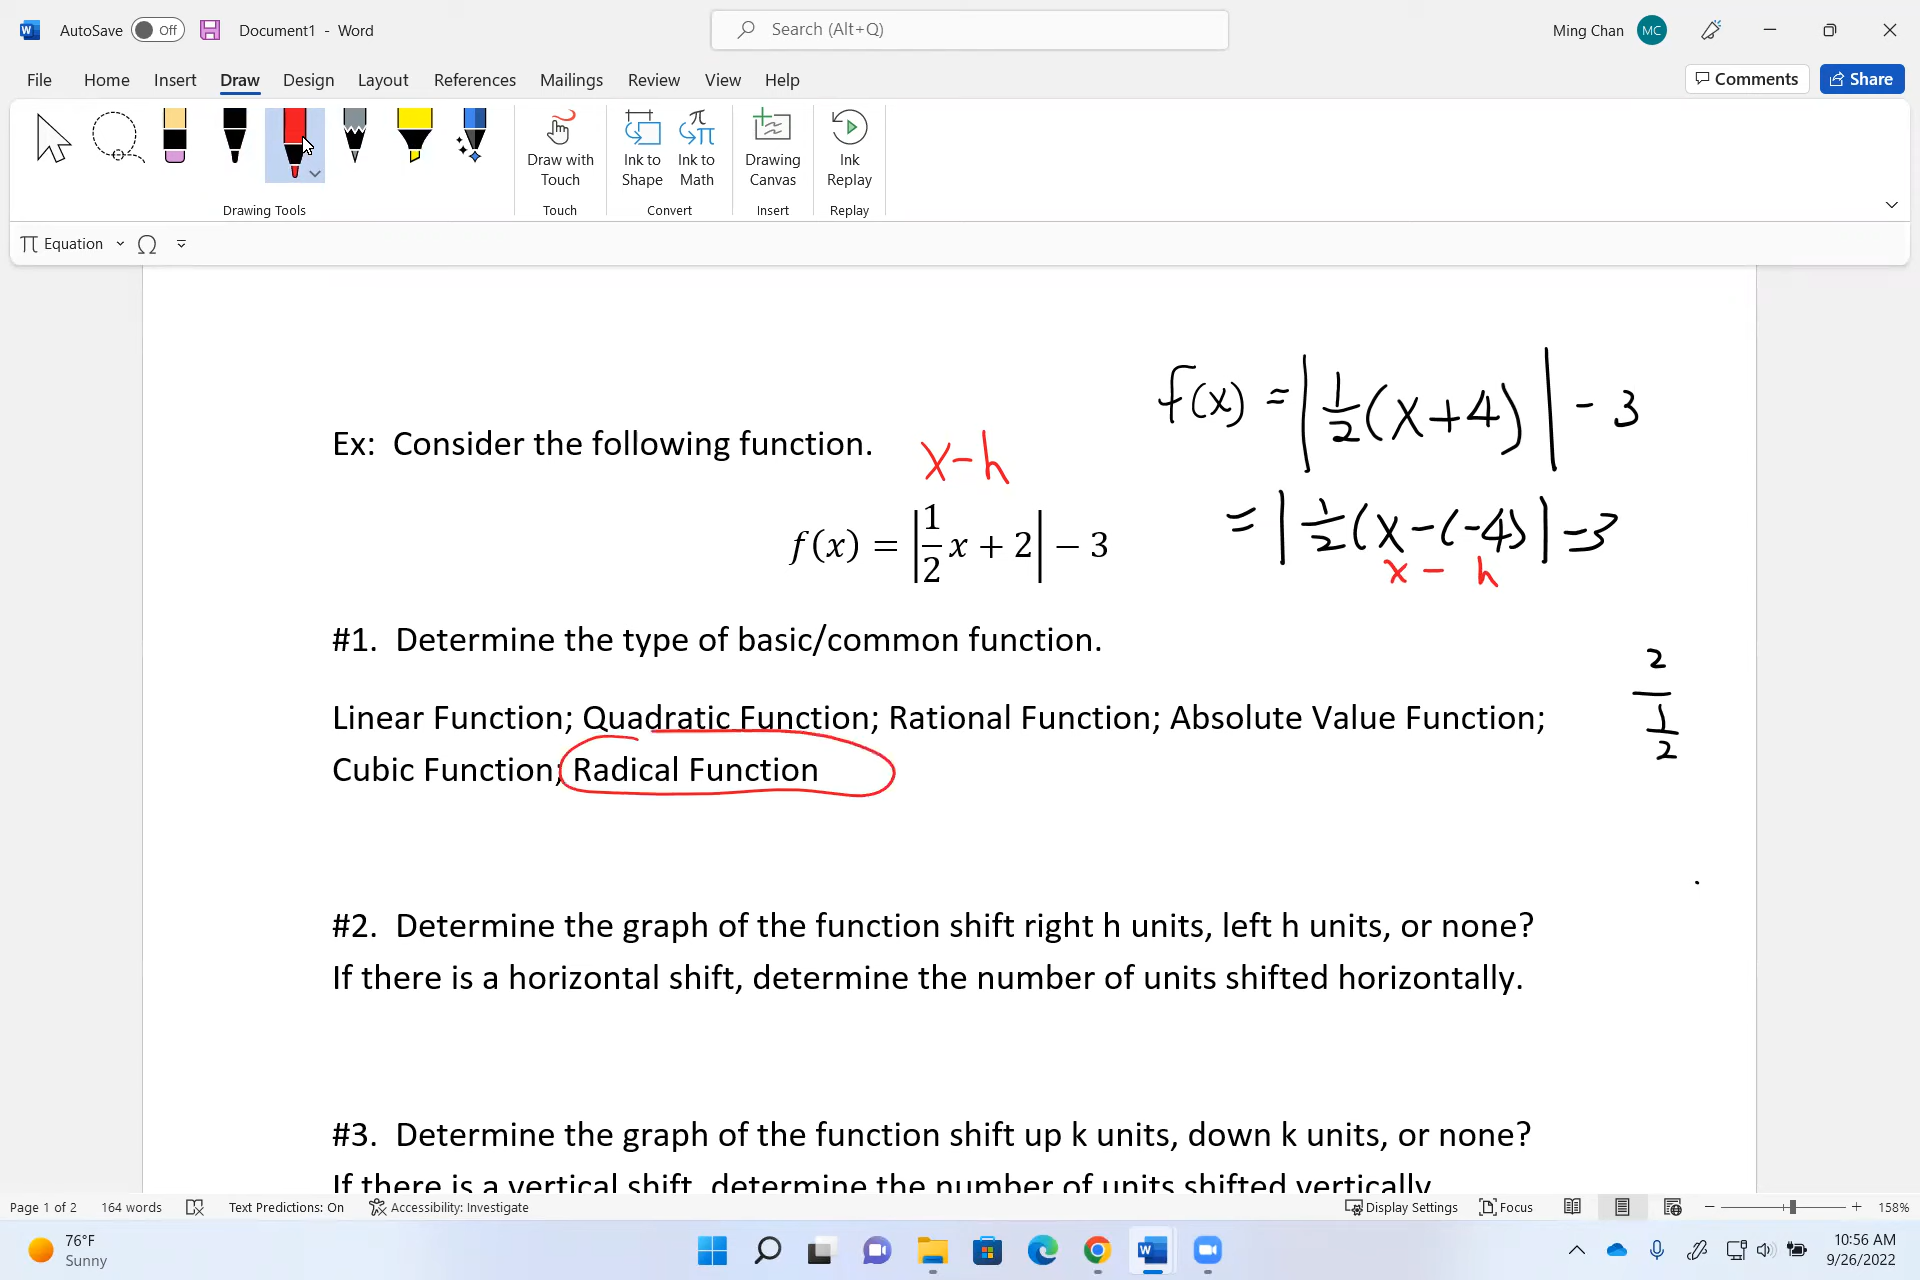 AutoSave Off Document1 - Word Search (Alt+Q) Ming Chan MC
File Home Insert Draw Design Layout References Mailings Review View Help Comments Share
Draw with Touch
Ink to Shape
Ink to Math
Drawing Canvas
Ink Replay
Drawing Tools Touch Convert Insert Replay
π Equation Ω
f(x) = |1/2(x+4)| - 3
Ex: Consider the following function.
x-h
f(x) = |1/2 x + 2| − 3
= |1/2(x-(-4)| = 3
x - h
#1. Determine the type of basic/common function.
2
1/2
Linear Function; Quadratic Function; Rational Function; Absolute Value Function;
Cubic Function; Radical Function
#2. Determine the graph of the function shift right h units, left h units, or none?
If there is a horizontal shift, determine the number of units shifted horizontally.
#3. Determine the graph of the function shift up k units, down k units, or none?
If there is a vertical shift, determine the number of units shifted vertically
Page 1 of 2 164 words Text Predictions: On Accessibility: Investigate Display Settings Focus 158%
76°F
Sunny
10:56 AM
9/26/2022